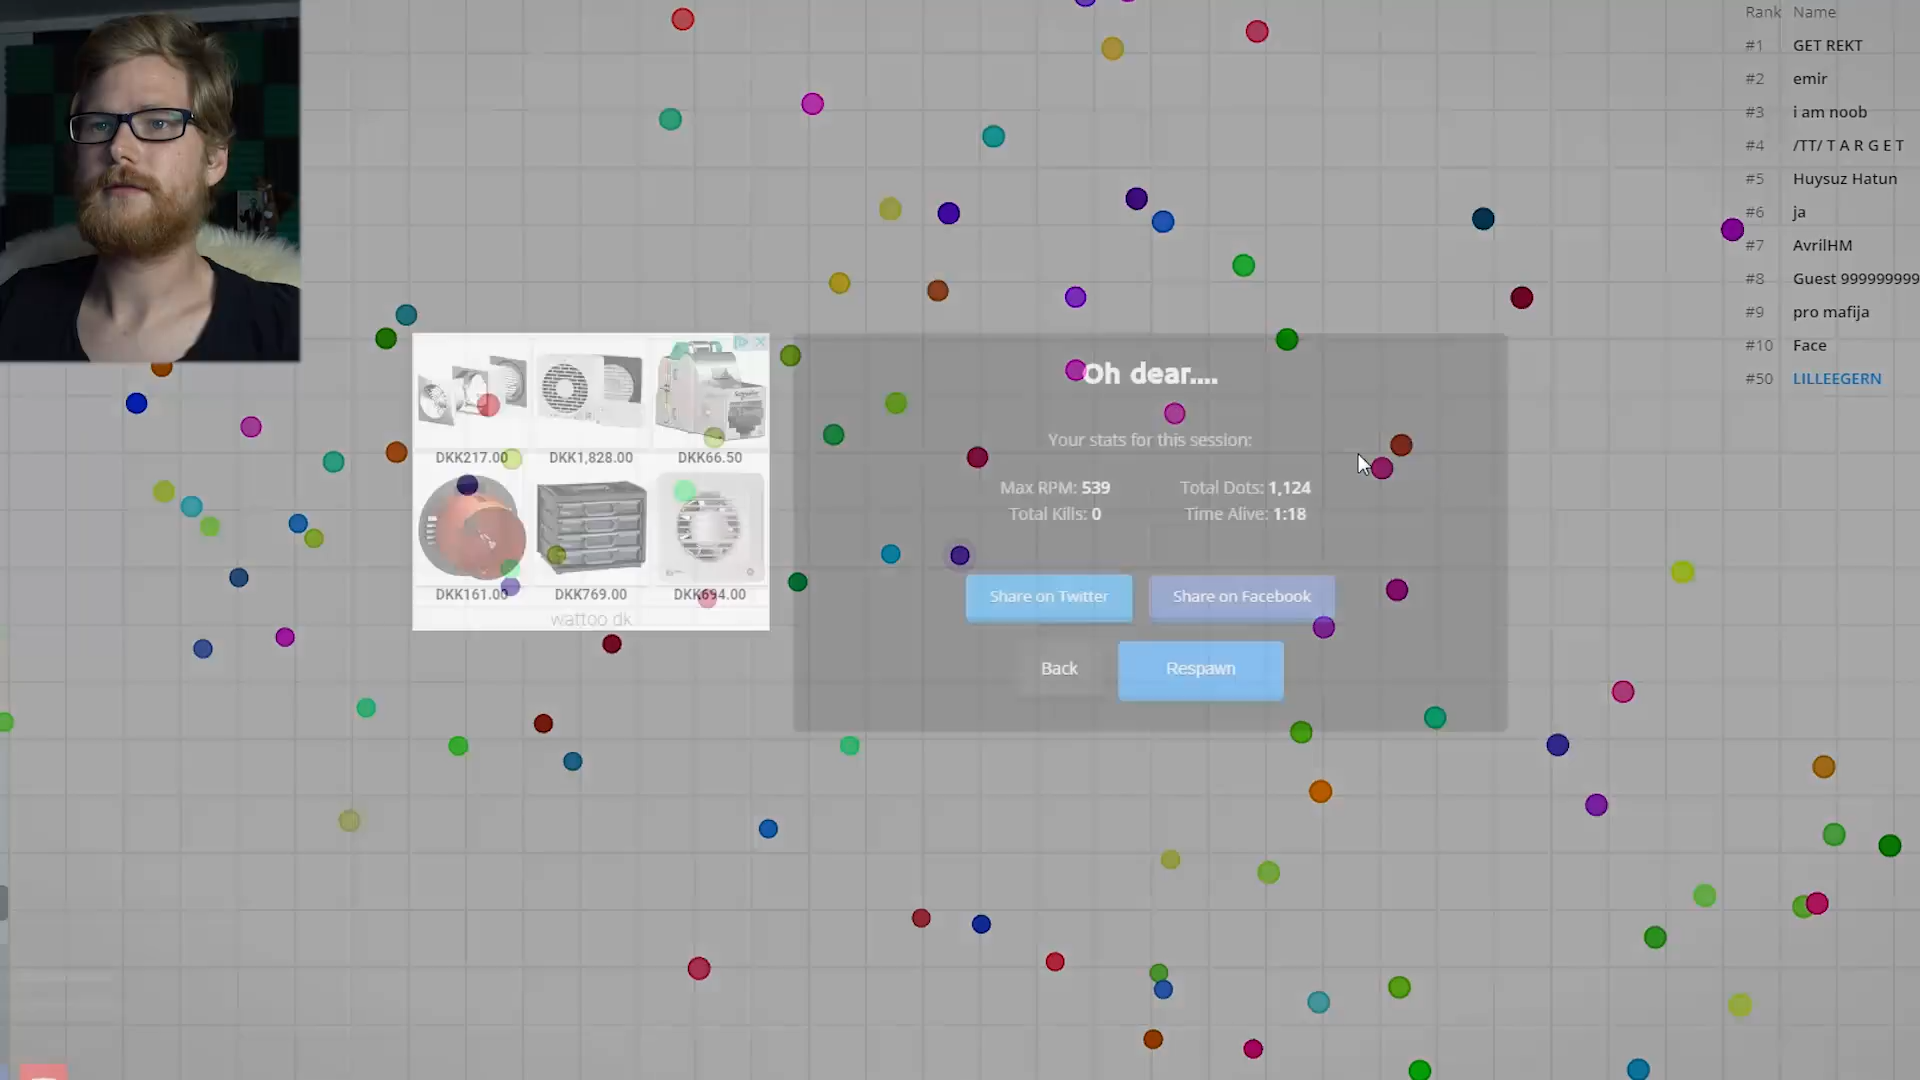 Rank Name
#1 GET REKT
#2 emir
#3 i am noob
#4 /TT/ T A R G E T
#5 Huysuz Hatun
#6 ja
#7 AvrilHM
#8 Guest 999999999
#9 pro mafija
#10 Face
#50 LILLEEGERN
DKK217.00 DKK1,828.00 DKK66.50
DKK161.00 DKK769.00 DKK694.00
wattoo dk
Oh dear....
Your stats for this session:
Max RPM: 539 Total Dots: 1,124
Total Kills: 0 Time Alive: 1:18
Share on Twitter Share on Facebook
Back Respawn